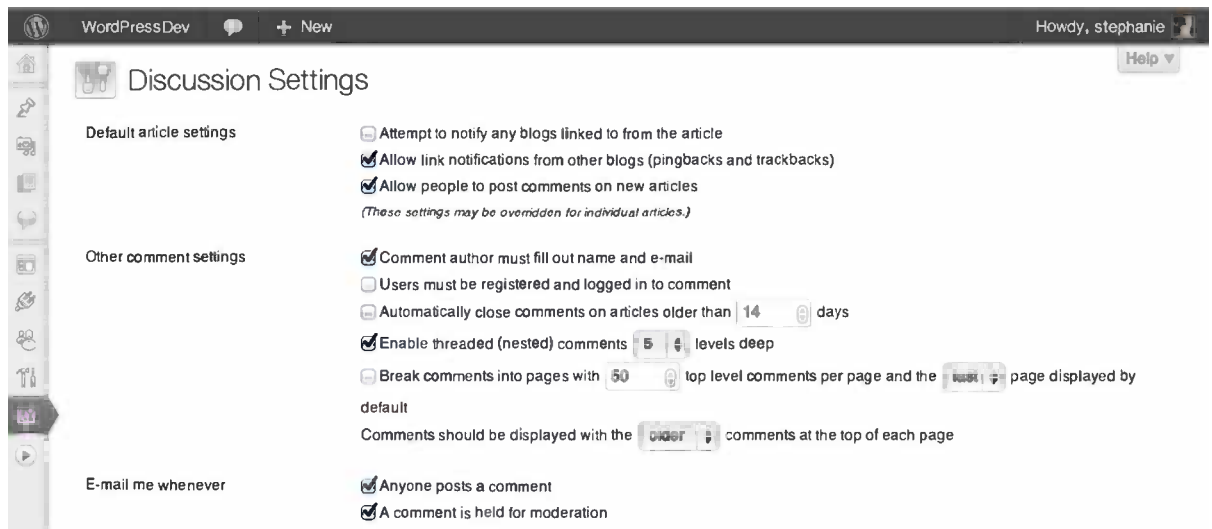 WordPressDev + New Howdy, stephanie
Help ▼
Discussion Settings
Default article settings Attempt to notify any blogs linked to from the article
Allow link notifications from other blogs (pingbacks and trackbacks)
Allow people to post comments on new articles
(These settings may be overridden for individual articles.)
Other comment settings Comment author must fill out name and e-mail
Users must be registered and logged in to comment
Automatically close comments on articles older than 14 days
Enable threaded (nested) comments 5 levels deep
Break comments into pages with 50 top level comments per page and the page displayed by
default
Comments should be displayed with the older comments at the top of each page
E-mail me whenever Anyone posts a comment
A comment is held for moderation